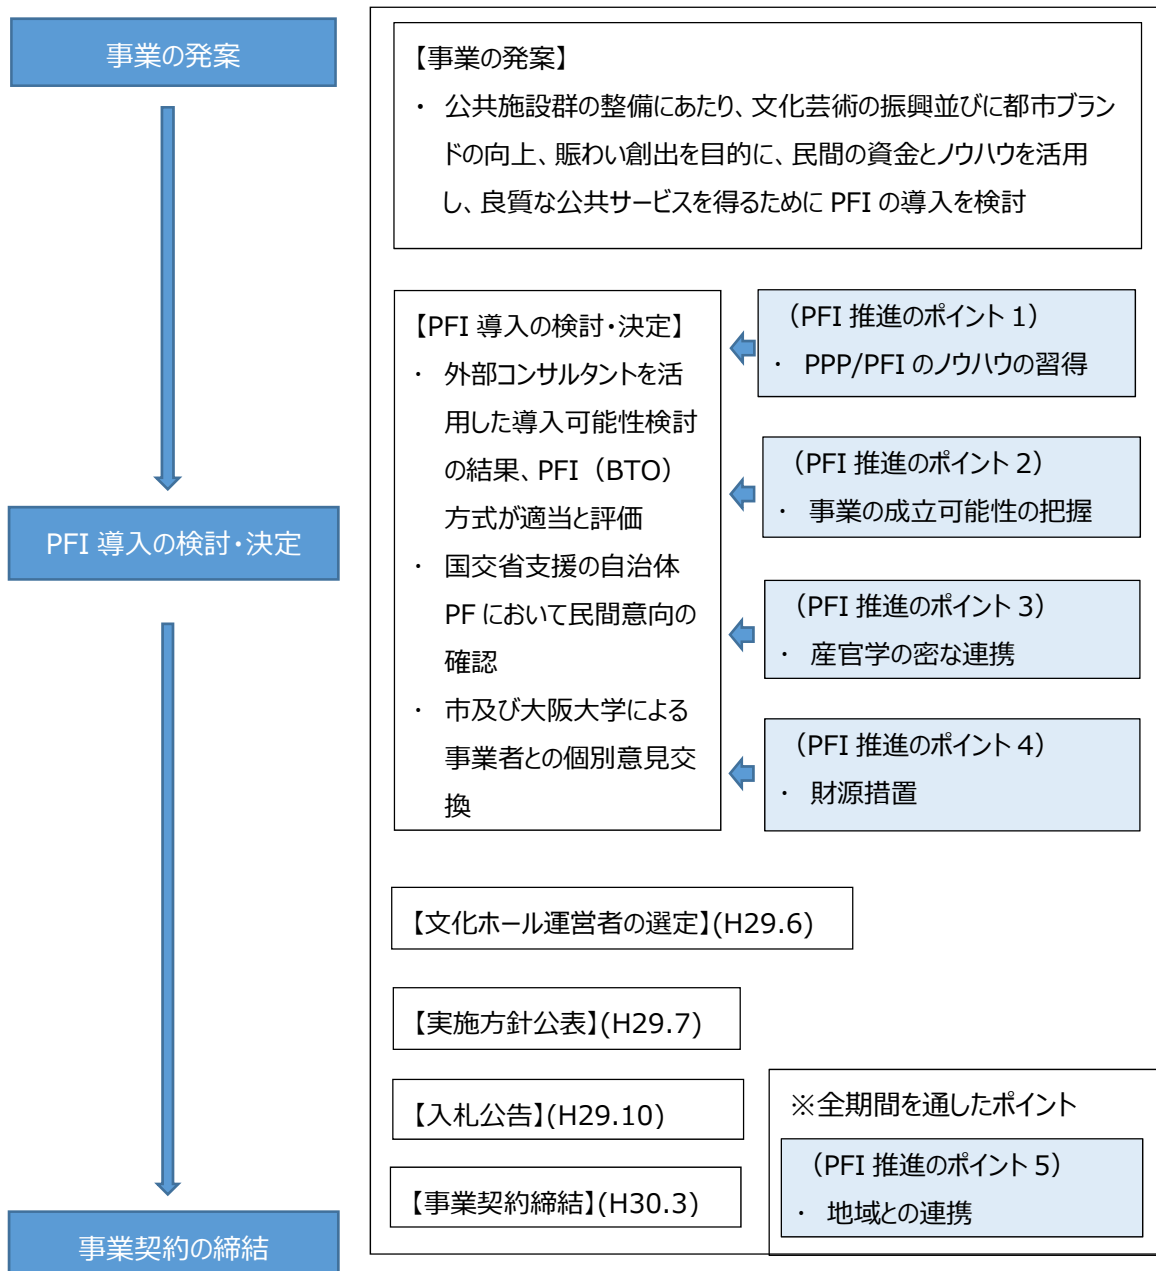 事業の発案
【事業の発案】
・ 公共施設群の整備にあたり、文化芸術の振興並びに都市ブラン
ドの向上、賑わい創出を目的に、民間の資金とノウハウを活用
し、良質な公共サービスを得るために PFI の導入を検討
PFI 導入の検討・決定
【PFI 導入の検討・決定】
・ 外部コンサルタントを活
用した導入可能性検討
の結果、PFI（BTO）
方式が適当と評価
・ 国交省支援の自治体
PF において民間意向の
確認
・ 市及び大阪大学による
事業者との個別意見交
換
（PFI 推進のポイント 1）
・ PPP/PFI のノウハウの習得
（PFI 推進のポイント 2）
・ 事業の成立可能性の把握
（PFI 推進のポイント 3）
・ 産官学の密な連携
（PFI 推進のポイント 4）
・ 財源措置
【文化ホール運営者の選定】(H29.6)
【実施方針公表】(H29.7)
【入札公告】(H29.10)
【事業契約締結】(H30.3)
※全期間を通したポイント
（PFI 推進のポイント 5）
・ 地域との連携
事業契約の締結